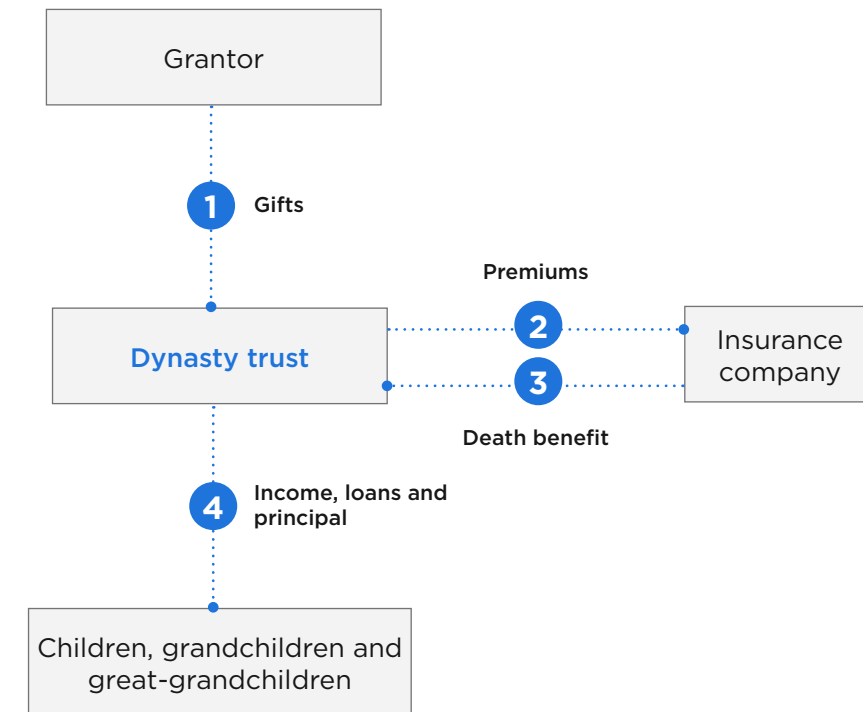 Grantor
1 Gifts
Premiums
2
Dynasty trust
Insurance
company
3
Death benefit
4 Income, loans and
principal
Children, grandchildren and
great-grandchildren